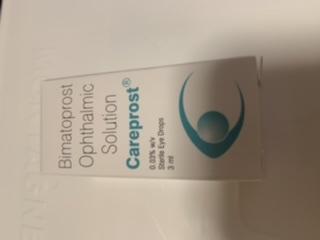 Bimatoprost
Ophthalmic
Solution
Careprost®
0.03% w/v
Sterile Eye Drops
3 ml